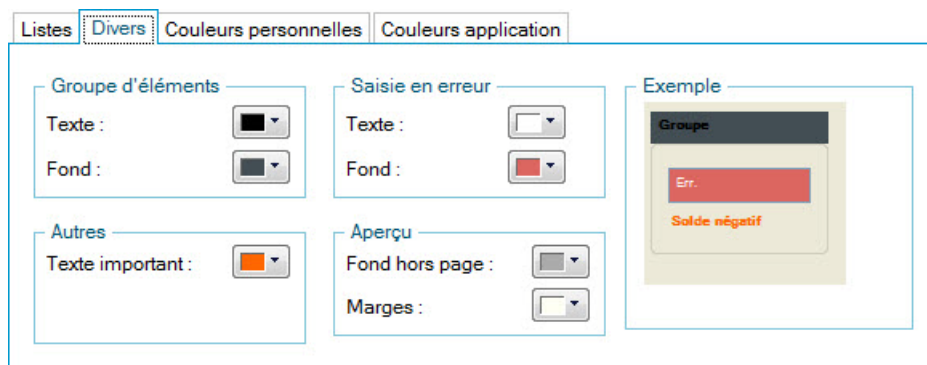 Listes Divers Couleurs personnelles Couleurs application
Groupe d'éléments
Texte :
Fond :
Saisie en erreur
Texte :
Fond :
Exemple
Groupe
Err.
Solde négatif
Autres
Texte important :
Aperçu
Fond hors page :
Marges :